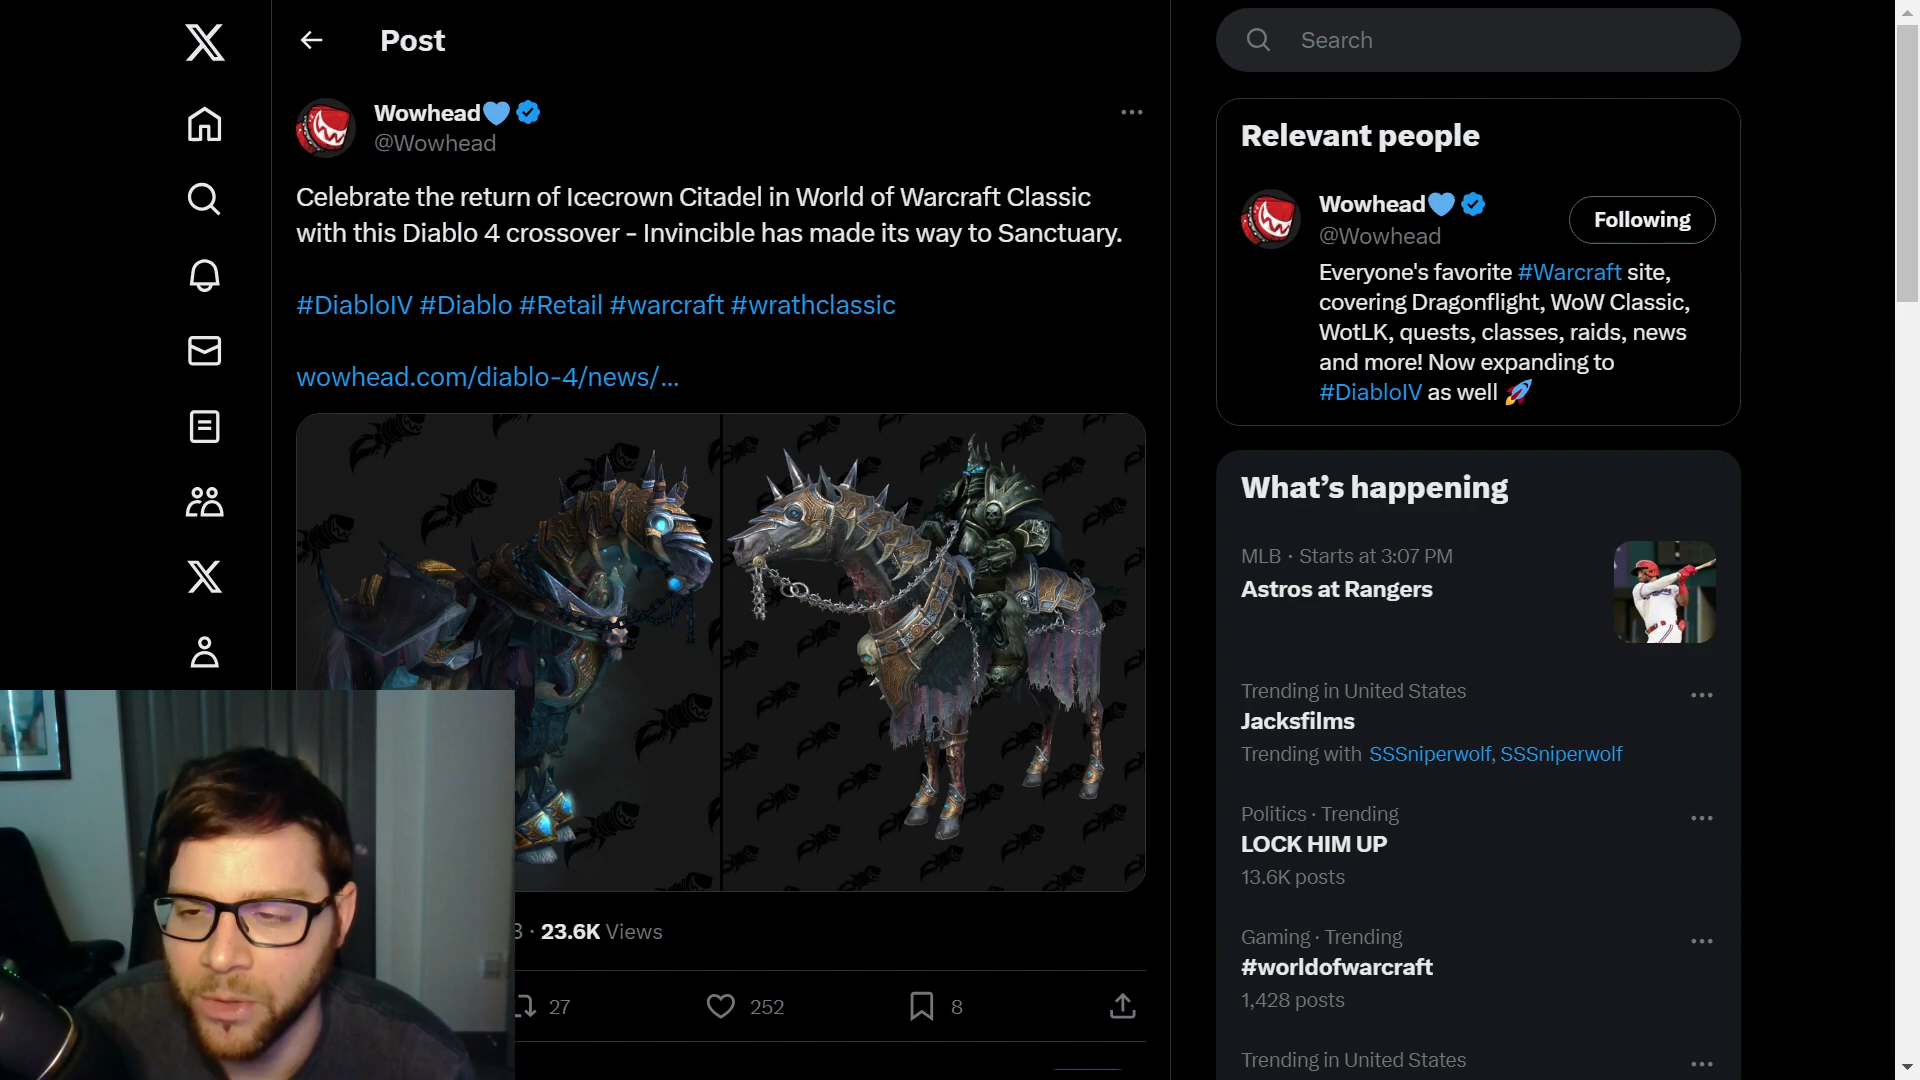 Post
Search
Wowhead
@Wowhead
Celebrate the return of Icecrown Citadel in World of Warcraft Classic
with this Diablo 4 crossover - Invincible has made its way to Sanctuary.
#DiabloIV #Diablo #Retail #warcraft #wrathclassic
wowhead.com/diablo-4/news/...
3 · 23.6K Views
27
252
8
Relevant people
Wowhead
@Wowhead
Following
Everyone's favorite #Warcraft site,
covering Dragonflight, WoW Classic,
WotLK, quests, classes, raids, news
and more! Now expanding to
#DiabloIV as well
What's happening
MLB · Starts at 3:07 PM
Astros at Rangers
Trending in United States
Jacksfilms
Trending with SSSniperwolf, SSSniperwolf
Politics · Trending
LOCK HIM UP
13.6K posts
Gaming · Trending
#worldofwarcraft
1,428 posts
Trending in United States